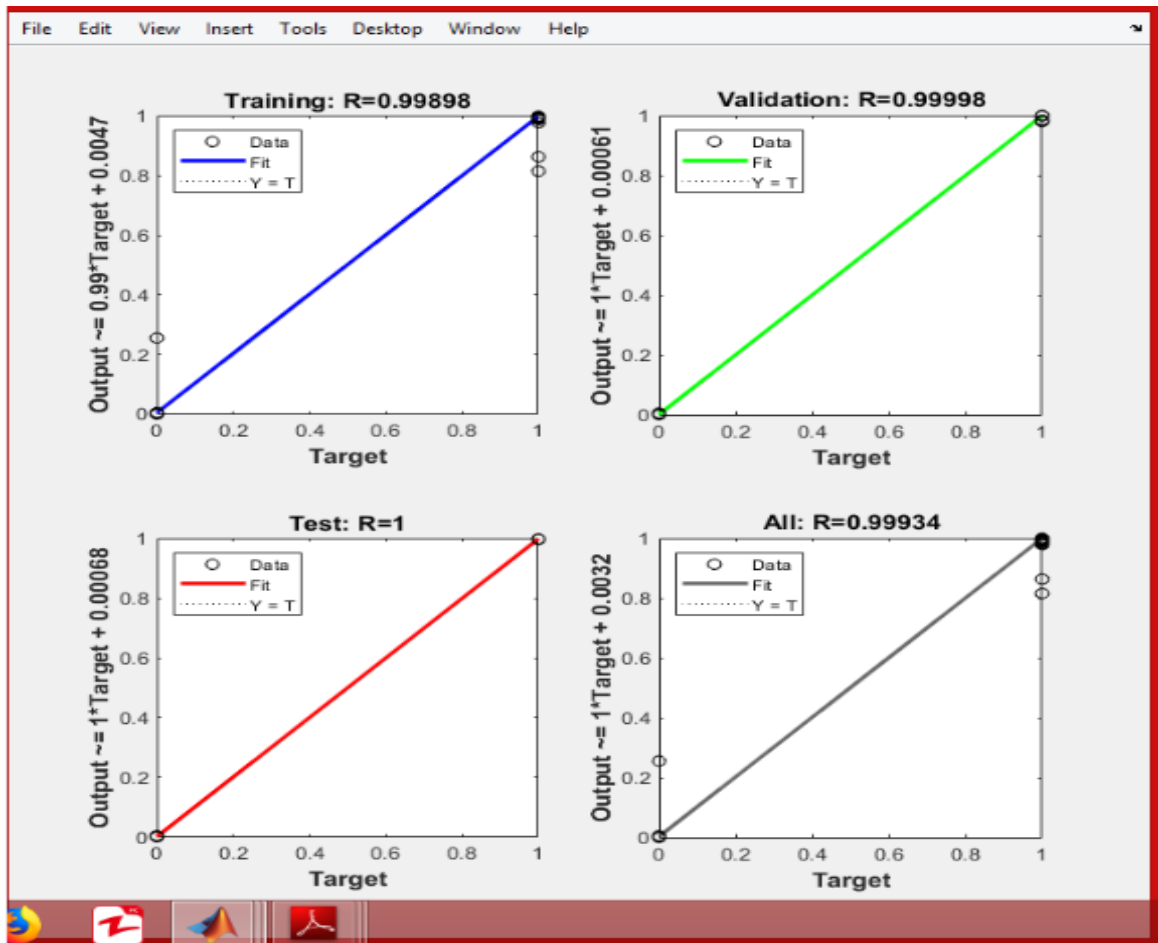 File Edit View Insert Tools Desktop Window Help
Training: R=0.99898
Output ~= 0.99*Target + 0.0047
1
0.8
0.6
0.4
0.2
0
Data
Fit
Y = T
0 0.2 0.4 0.6 0.8 1
Target
Validation: R=0.99998
Output ~= 1*Target + 0.00061
1
0.8
0.6
0.4
0.2
0
Data
Fit
Y = T
0 0.2 0.4 0.6 0.8 1
Target
Test: R=1
Output ~= 1*Target + 0.00068
1
0.8
0.6
0.4
0.2
0
Data
Fit
Y = T
0 0.2 0.4 0.6 0.8 1
Target
All: R=0.99934
Output ~= 1*Target + 0.0032
1
0.8
0.6
0.4
0.2
0
Data
Fit
Y = T
0 0.2 0.4 0.6 0.8 1
Target